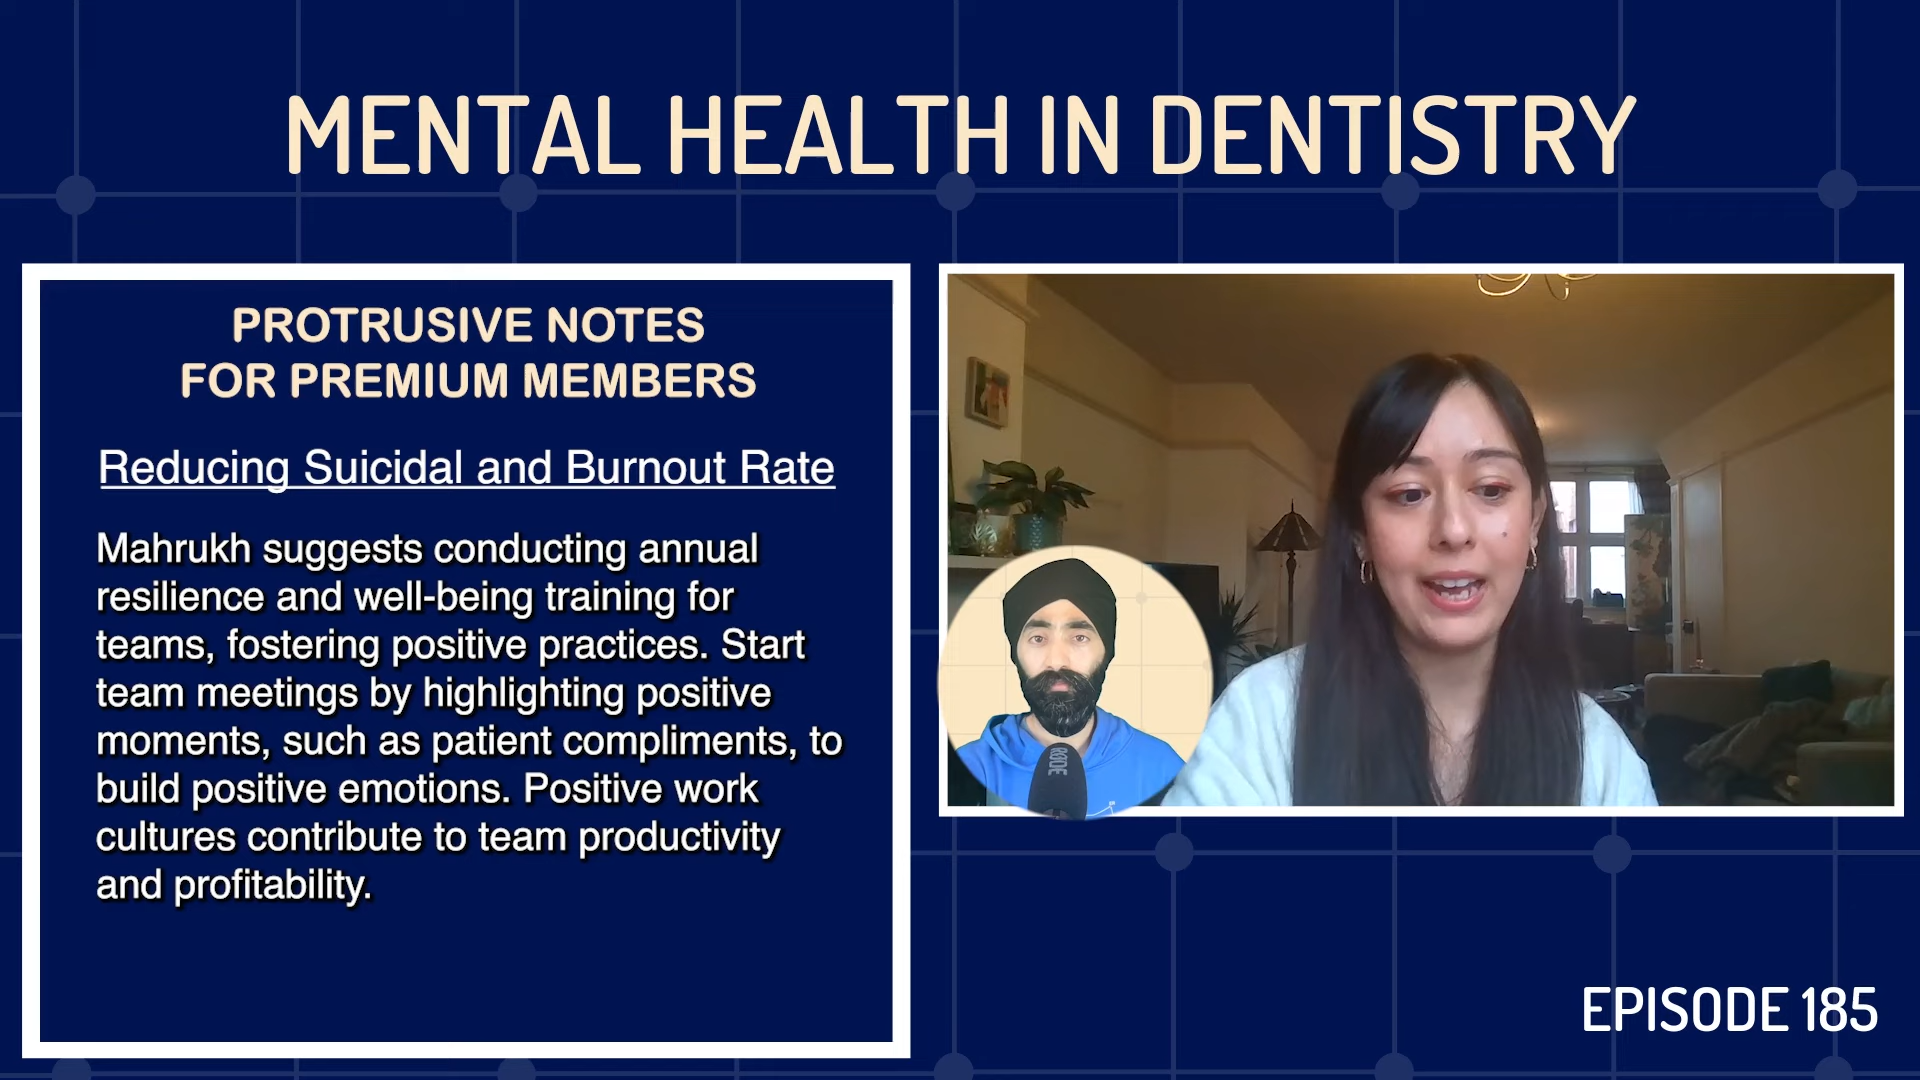 MENTAL HEALTH IN DENTISTRY
PROTRUSIVE NOTES
FOR PREMIUM MEMBERS
Reducing Suicidal and Burnout Rate
Mahrukh suggests conducting annual
resilience and well-being training for
teams, fostering positive practices. Start
team meetings by highlighting positive
moments, such as patient compliments, to
build positive emotions. Positive work
cultures contribute to team productivity
and profitability.
RODE
EPISODE 185